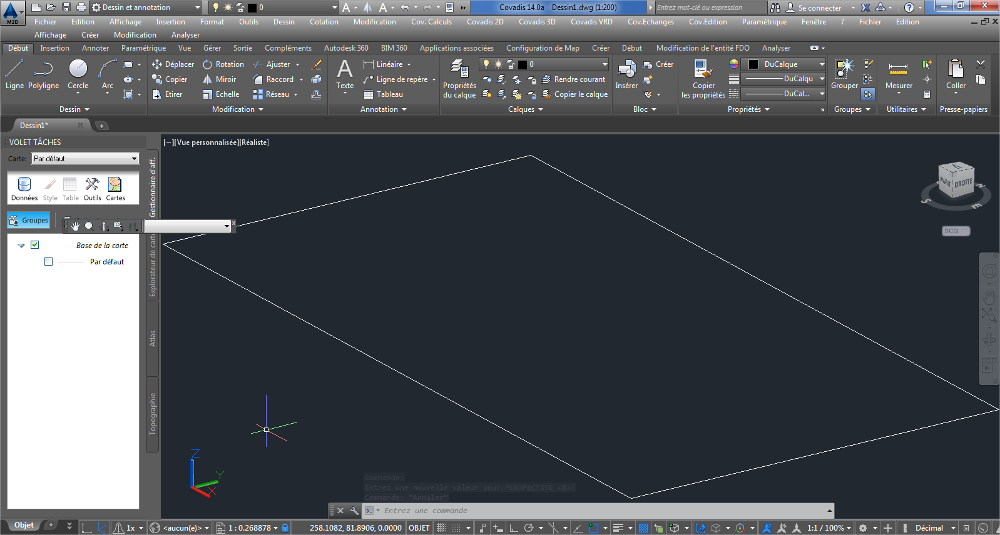 M3D
Dessin et annotation
0
Covadis 14.0a Dessin1.dwg (1:200)
Entrez mot-clé ou expression
Se connecter
Fichier Edition Affichage Insertion Format Outils Dessin Cotation Modification Cov. Calculs Covadis 2D Covadis 3D Covadis VRD Cov.Echanges Cov.Edition Paramétrique Fenêtre ? Fichier Edition
Affichage Créer Modification Analyser
Début Insertion Annoter Paramétrique Vue Gérer Sortie Compléments Autodesk 360 BIM 360 Applications associées Configuration de Map Créer Début Modification de l'entité FDO Analyser
Ligne Polyligne Cercle Arc
Déplacer Rotation Ajuster
Copier Miroir Raccord
Etirer Echelle Réseau
Texte
Linéaire
Ligne de repère
Tableau
Propriétés
du calque
0
Rendre courant
Copier le calque
Insérer
Créer
Copier
les propriétés
DuCalque
DuCalqu
DuCal...
Grouper
Mesurer
Coller
Dessin Modification Annotation Calques Bloc Propriétés Groupes Utilitaires Presse-papiers
Dessin1*
VOLET TÂCHES
Carte: Par défaut
Données Style Table Outils Cartes
Groupes
Base de la carte
Par défaut
Gestionnaire d'aff.
Explorateur de carte
Atlas
Topographie
[−][Vue personnalisée][Réaliste]
AVANT DROITE
S E N
SCG
Z
Y
X
Commande:
Entrez une nouvelle valeur pour PERSPECTIVE <0>:
Commande: *Annuler*
Entrez une commande
Objet
1x
<aucun(e)>
1 : 0.268878
258.1082, 81.8906, 0.0000
OBJET
1:1 / 100%
Décimal